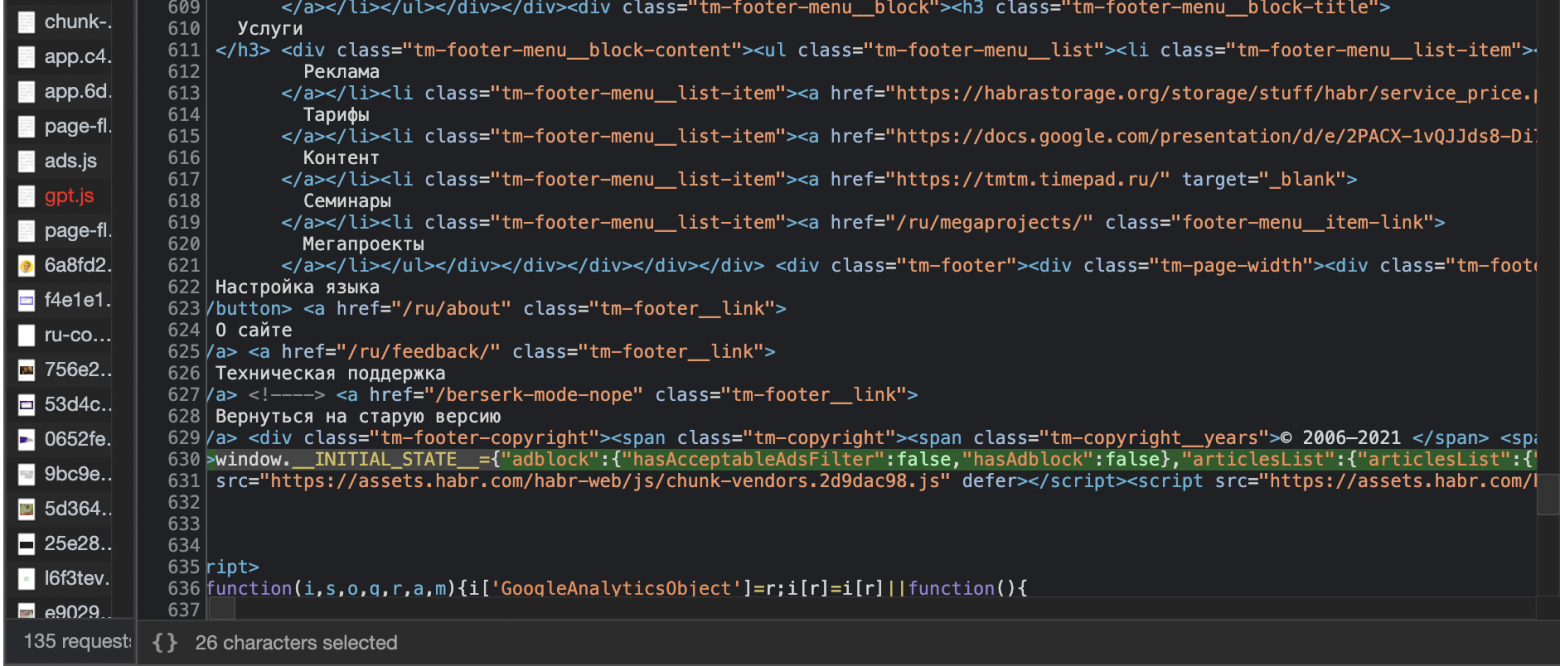 chunk-.
app.c4.
app.6d.
page-fl.
ads.js
gpt.js
page-fl.
6a8fd2.
f4e1e1.
ru-co...
756e2..
53d4c..
0652fe.
9bc9e..
5d364..
25e28..
l6f3tev.
e9029..
135 requests
609 </a></li></ul></div></div><div class="tm-footer-menu__block"><h3 class="tm-footer-menu__block-title">
610 Услуги
611 </h3> <div class="tm-footer-menu__block-content"><ul class="tm-footer-menu__list"><li class="tm-footer-menu__list-item"><
612 Реклама
613 </a></li><li class="tm-footer-menu__list-item"><a href="https://habrastorage.org/storage/stuff/habr/service_price.p
614 Тарифы
615 </a></li><li class="tm-footer-menu__list-item"><a href="https://docs.google.com/presentation/d/e/2PACX-1vQJJds8-Di7
616 Контент
617 </a></li><li class="tm-footer-menu__list-item"><a href="https://tmtm.timepad.ru/" target="_blank">
618 Семинары
619 </a></li><li class="tm-footer-menu__list-item"><a href="/ru/megaprojects/" class="footer-menu__item-link">
620 Мегапроекты
621 </a></li></ul></div></div></div></div></div> <div class="tm-footer"><div class="tm-page-width"><div class="tm-foote
622 Настройка языка
623 /button> <a href="/ru/about" class="tm-footer__link">
624 О сайте
625 /a> <a href="/ru/feedback/" class="tm-footer__link">
626 Техническая поддержка
627 /a> <!----> <a href="/berserk-mode-nope" class="tm-footer__link">
628 Вернуться на старую версию
629 /a> <div class="tm-footer-copyright"><span class="tm-copyright"><span class="tm-copyright__years">© 2006–2021 </span> <spa
630 >window.__INITIAL_STATE__={"adblock":{"hasAcceptableAdsFilter":false,"hasAdblock":false},"articlesList":{"articlesList":{"
631 src="https://assets.habr.com/habr-web/js/chunk-vendors.2d9dac98.js" defer></script><script src="https://assets.habr.com/h
632
633
634
635 ript>
636 function(i,s,o,g,r,a,m){i['GoogleAnalyticsObject']=r;i[r]=i[r]||function(){
637
{} 26 characters selected